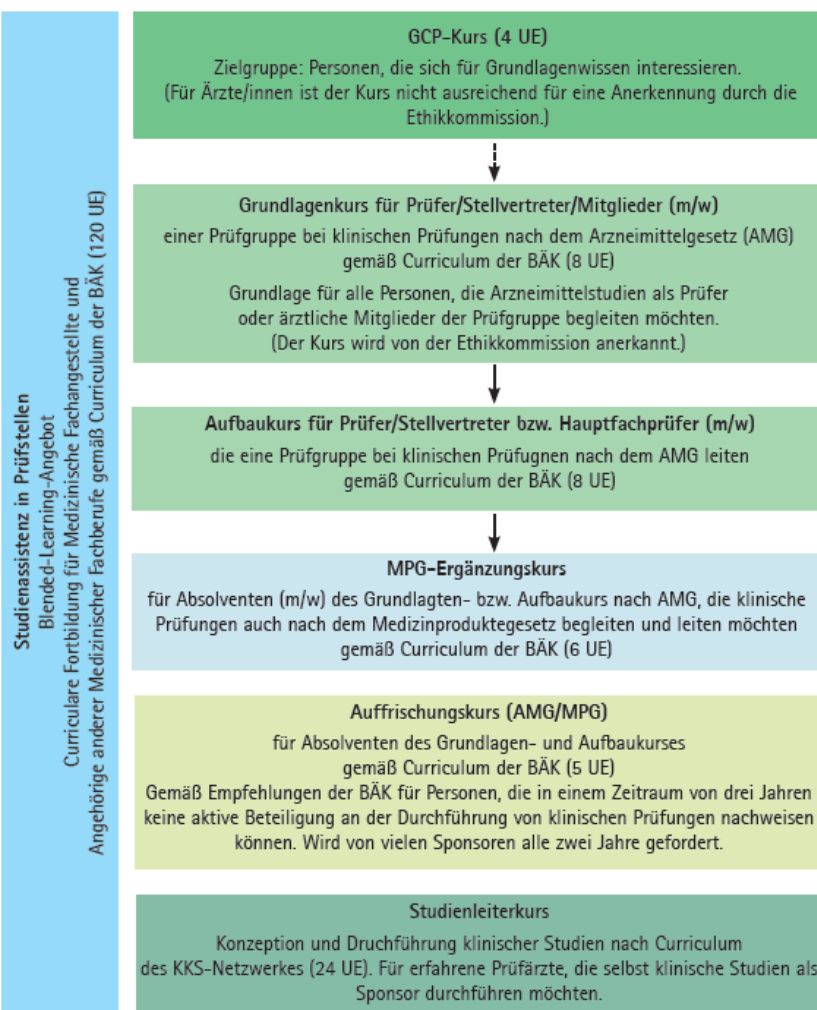 Studienassistenz in Prüfstellen
Blended-Learning-Angebot
Curriculare Fortbildung für Medizinische Fachangestellte und
Angehörige anderer Medizinischer Fachberufe gemäß Curriculum der BÄK (120 UE)
GCP-Kurs (4 UE)
Zielgruppe: Personen, die sich für Grundlagenwissen interessieren.
(Für Ärzte/innen ist der Kurs nicht ausreichend für eine Anerkennung durch die
Ethikkommission.)
Grundlagenkurs für Prüfer/Stellvertreter/Mitglieder (m/w)
einer Prüfgruppe bei klinischen Prüfungen nach dem Arzneimittelgesetz (AMG)
gemäß Curriculum der BÄK (8 UE)
Grundlage für alle Personen, die Arzneimittelstudien als Prüfer
oder ärztliche Mitglieder der Prüfgruppe begleiten möchten.
(Der Kurs wird von der Ethikkommission anerkannt.)
Aufbaukurs für Prüfer/Stellvertreter bzw. Hauptfachprüfer (m/w)
die eine Prüfgruppe bei klinischen Prüfugnen nach dem AMG leiten
gemäß Curriculum der BÄK (8 UE)
MPG-Ergänzungskurs
für Absolventen (m/w) des Grundlagten- bzw. Aufbaukurs nach AMG, die klinische
Prüfungen auch nach dem Medizinproduktegesetz begleiten und leiten möchten
gemäß Curriculum der BÄK (6 UE)
Auffrischungskurs (AMG/MPG)
für Absolventen des Grundlagen- und Aufbaukurses
gemäß Curriculum der BÄK (5 UE)
Gemäß Empfehlungen der BÄK für Personen, die in einem Zeitraum von drei Jahren
keine aktive Beteiligung an der Durchführung von klinischen Prüfungen nachweisen
können. Wird von vielen Sponsoren alle zwei Jahre gefordert.
Studienleiterkurs
Konzeption und Druchführung klinischer Studien nach Curriculum
des KKS-Netzwerkes (24 UE). Für erfahrene Prüfärzte, die selbst klinische Studien als
Sponsor durchführen möchten.